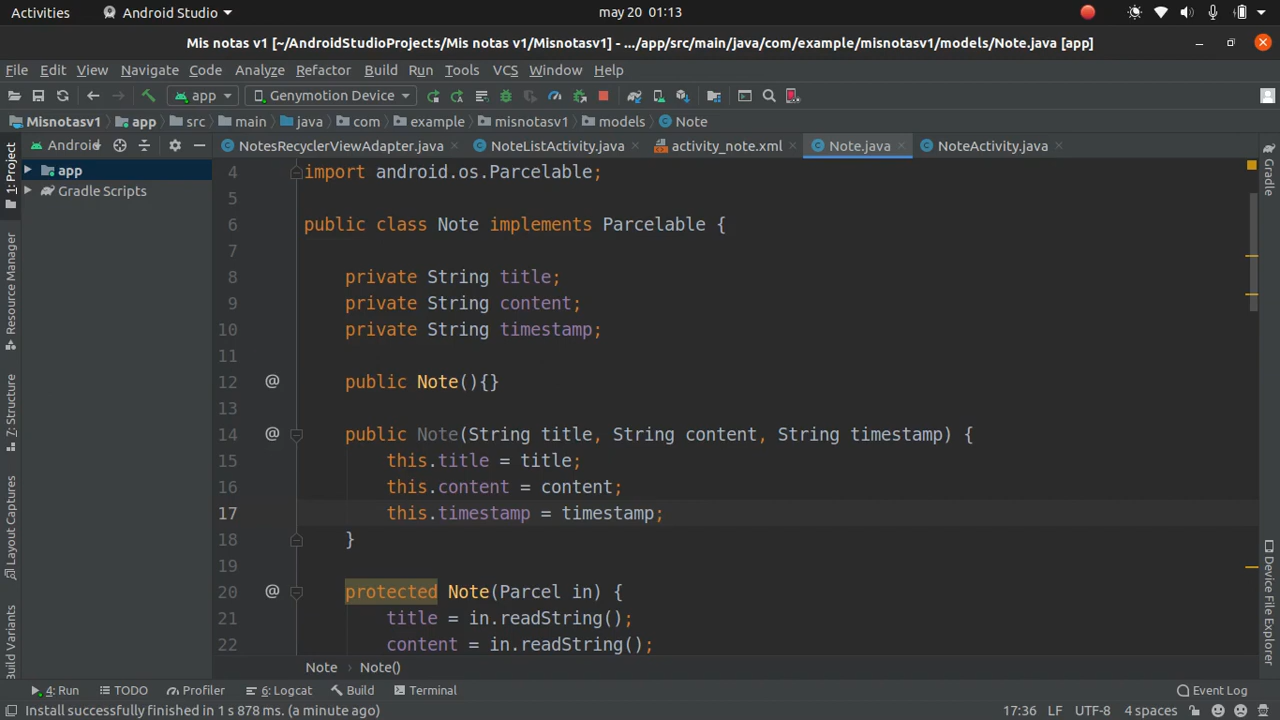 Activities
Android Studio
may 20 01:13
Mis notas v1 [~/AndroidStudioProjects/Mis notas v1/Misnotasv1] - .../app/src/main/java/com/example/misnotasv1/models/Note.java [app]
File Edit View Navigate Code Analyze Refactor Build Run Tools VCS Window Help
app
Genymotion Device
Misnotasv1 app src main java com example misnotasv1 models Note
Android
NotesRecyclerViewAdapter.java
NoteListActivity.java
activity_note.xml
Note.java
NoteActivity.java
app
Gradle Scripts
1: Project
Resource Manager
7: Structure
Layout Captures
Build Variants
4 import android.os.Parcelable;
5
6 public class Note implements Parcelable {
7
8 private String title;
9 private String content;
10 private String timestamp;
11
12 @ public Note(){}
13
14 @ public Note(String title, String content, String timestamp) {
15 this.title = title;
16 this.content = content;
17 this.timestamp = timestamp;
18 }
19
20 @ protected Note(Parcel in) {
21 title = in.readString();
22 content = in.readString();
Gradle
Device File Explorer
Note Note()
4: Run TODO Profiler 6: Logcat Build Terminal
Event Log
Install successfully finished in 1 s 878 ms. (a minute ago)
17:36 LF UTF-8 4 spaces